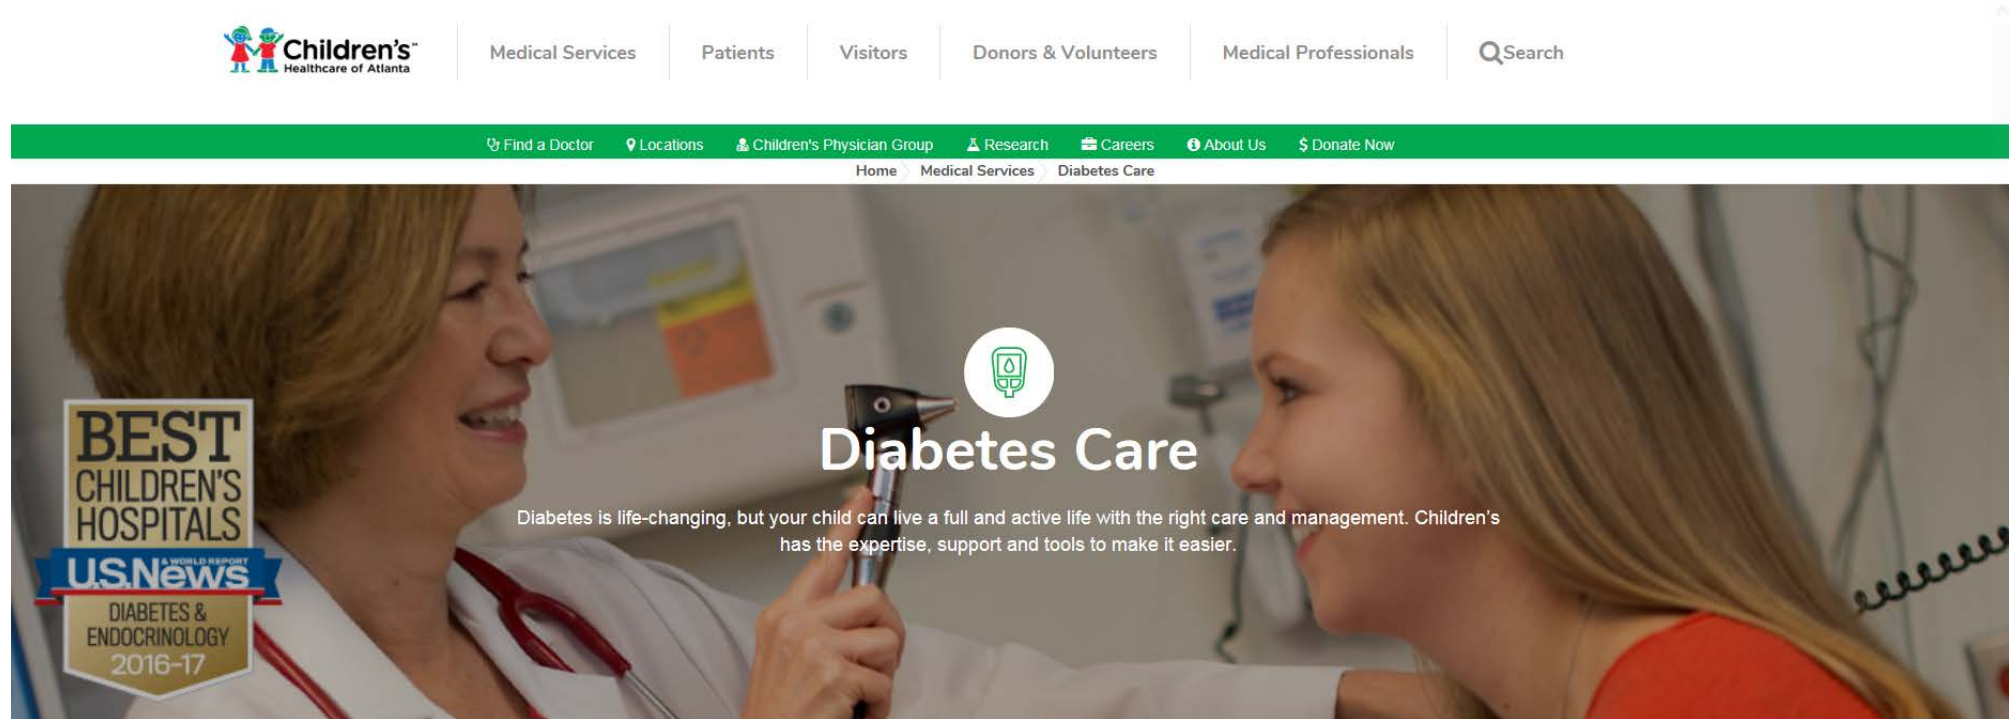 Children's™
Healthcare of Atlanta
Medical Services
Patients
Visitors
Donors & Volunteers
Medical Professionals
Search
Find a Doctor
Locations
Children's Physician Group
Research
Careers
About Us
$ Donate Now
Home
Medical Services
Diabetes Care
Diabetes Care
Diabetes is life-changing, but your child can live a full and active life with the right care and management. Children's
has the expertise, support and tools to make it easier.
BEST
CHILDREN'S
HOSPITALS
U.S.News
& WORLD REPORT
DIABETES &
ENDOCRINOLOGY
2016-17